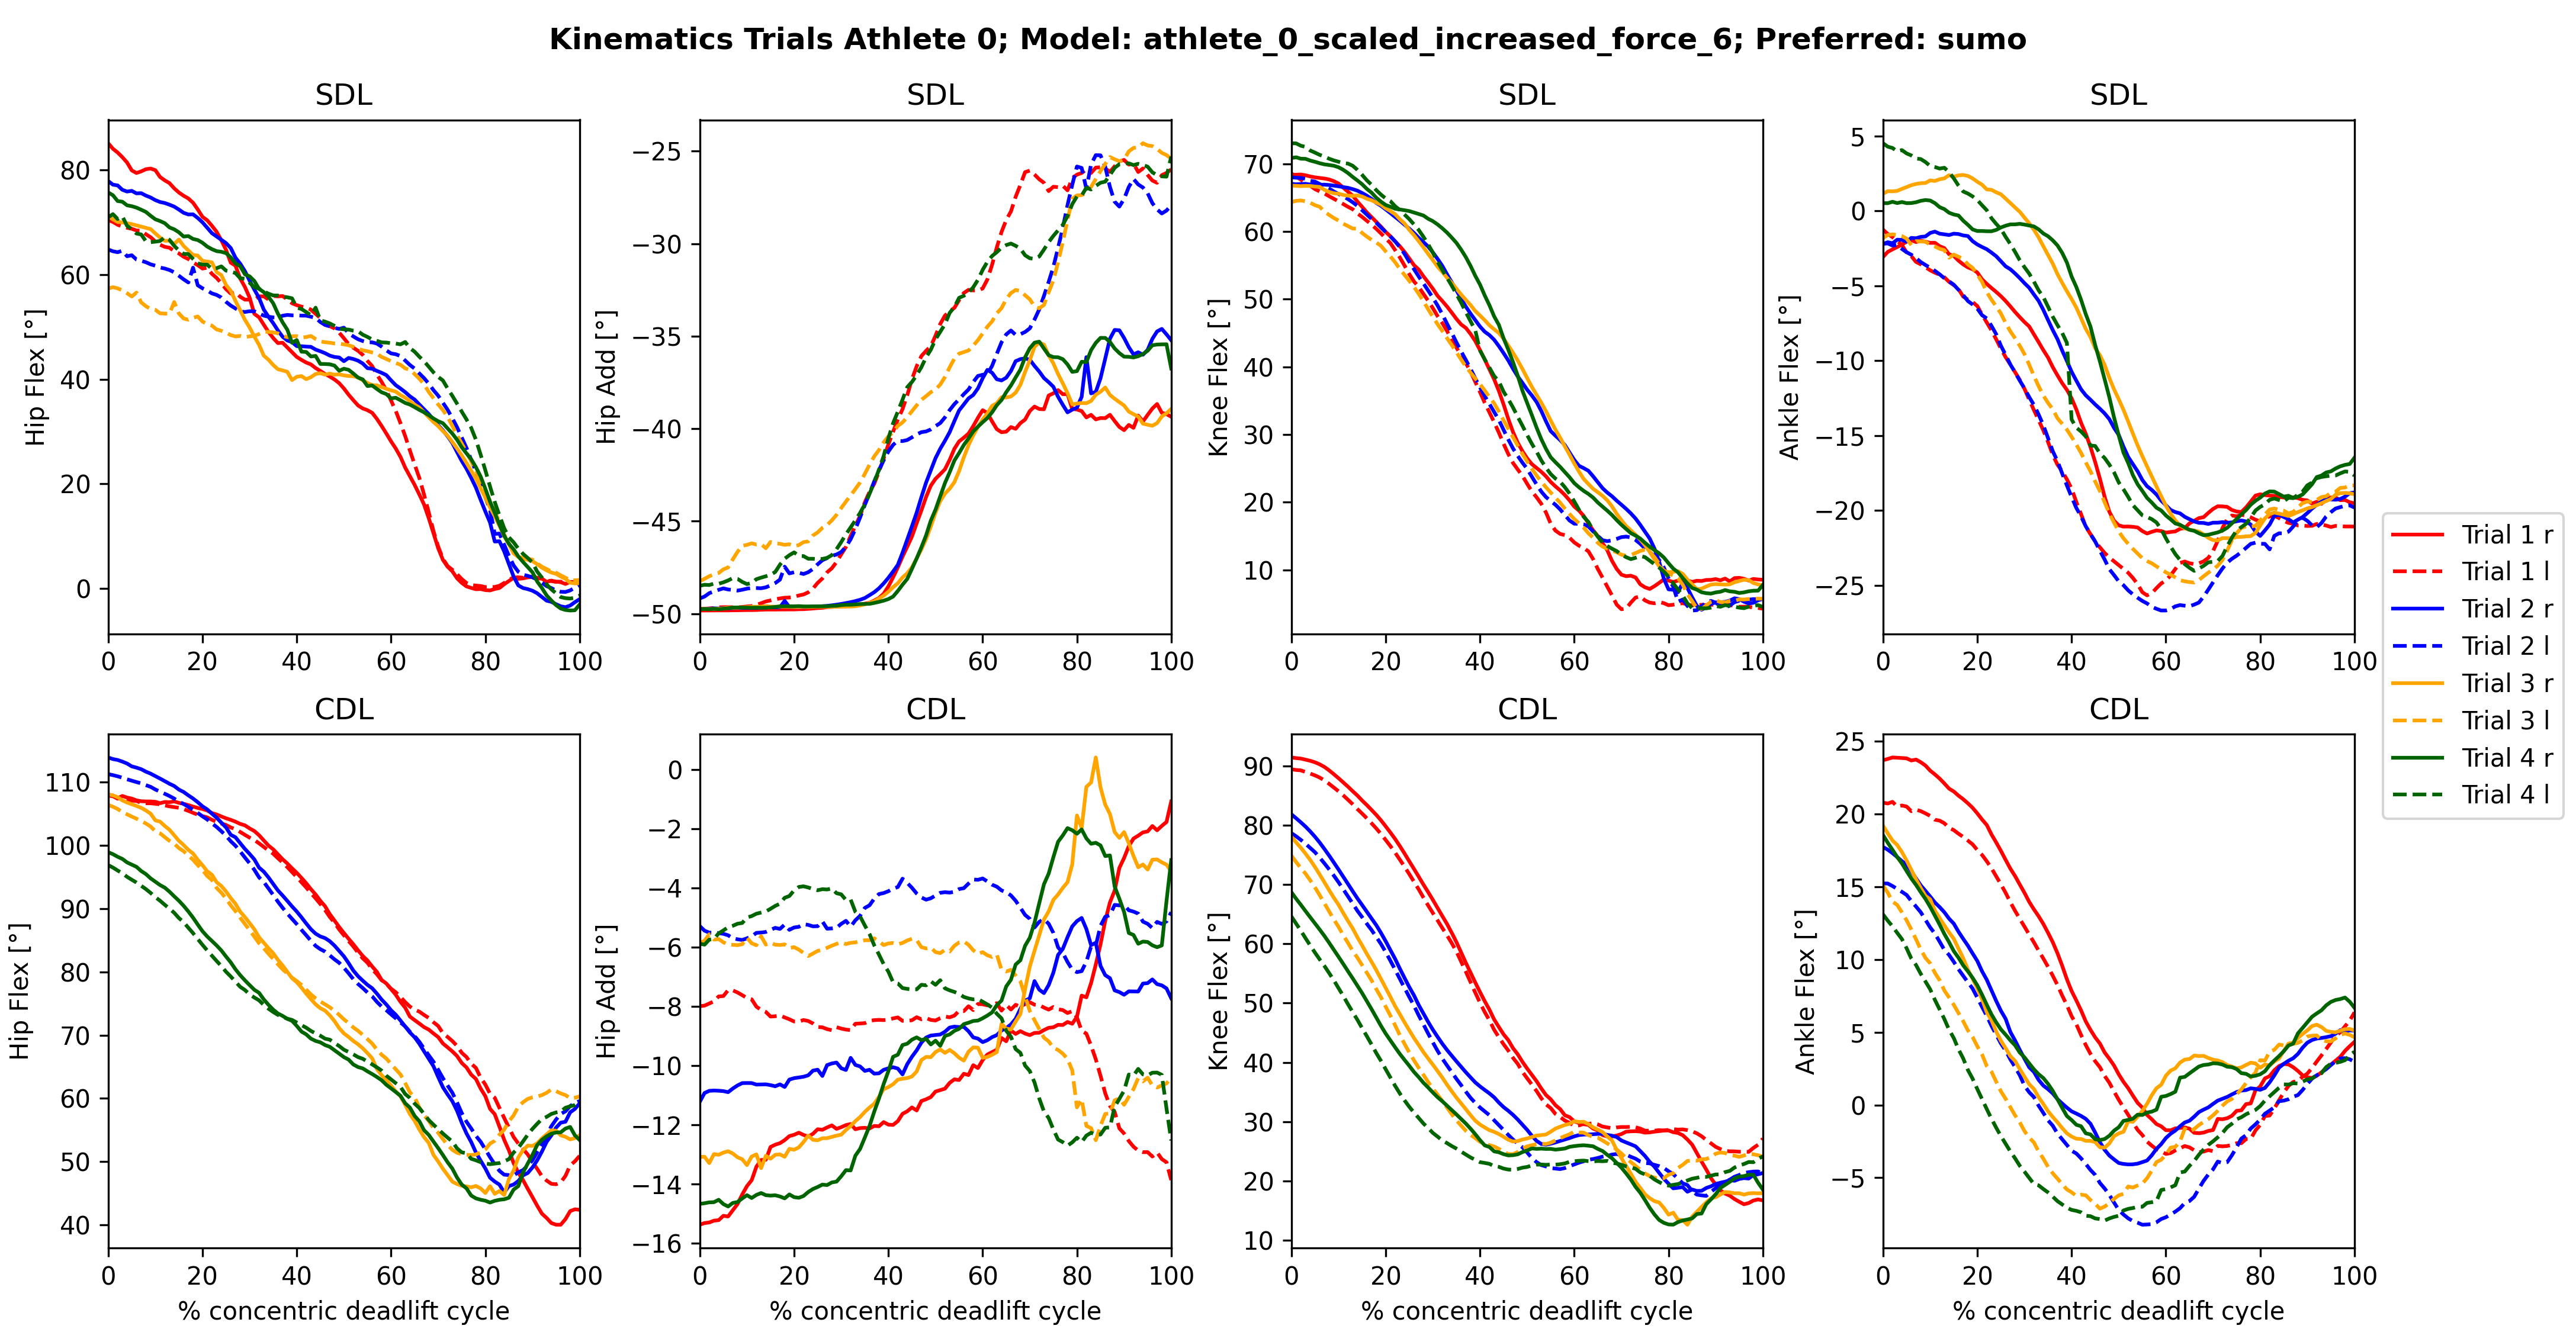 Kinematics Trials Athlete 0; Model: athlete_0_scaled_increased_force_6; Preferred: sumo
SDL
Hip Flex [°]
80
60
40
20
0
0 20 40 60 80 100
SDL
Hip Add [°]
−25
−30
−35
−40
−45
−50
0 20 40 60 80 100
SDL
Knee Flex [°]
70
60
50
40
30
20
10
0 20 40 60 80 100
SDL
Ankle Flex [°]
5
0
−5
−10
−15
−20
−25
0 20 40 60 80 100
Trial 1 r
Trial 1 l
Trial 2 r
Trial 2 l
Trial 3 r
Trial 3 l
Trial 4 r
Trial 4 l
CDL
Hip Flex [°]
110
100
90
80
70
60
50
40
0 20 40 60 80 100
% concentric deadlift cycle
CDL
Hip Add [°]
0
−2
−4
−6
−8
−10
−12
−14
−16
0 20 40 60 80 100
% concentric deadlift cycle
CDL
Knee Flex [°]
90
80
70
60
50
40
30
20
10
0 20 40 60 80 100
% concentric deadlift cycle
CDL
Ankle Flex [°]
25
20
15
10
5
0
−5
0 20 40 60 80 100
% concentric deadlift cycle